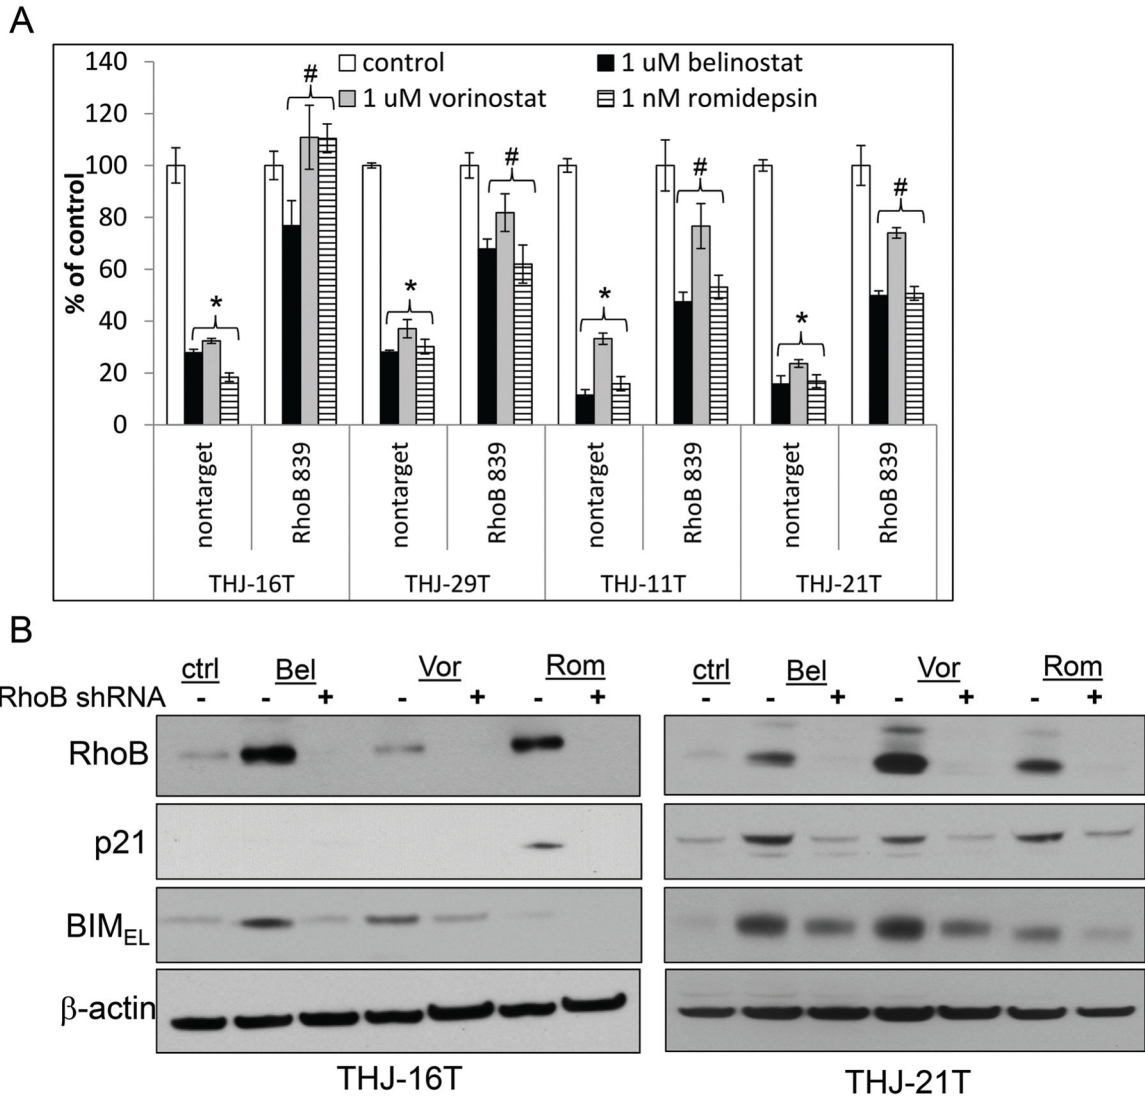 A
140
120
100
80
60
40
20
0
% of control
control
1 uM belinostat
1 uM vorinostat
1 nM romidepsin
* # * # * # * #
nontarget RhoB 839 nontarget RhoB 839 nontarget RhoB 839 nontarget RhoB 839
THJ-16T THJ-29T THJ-11T THJ-21T
B
ctrl Bel Vor Rom ctrl Bel Vor Rom
RhoB shRNA - - + - + - + - - + - + - +
RhoB
p21
BIMEL
β-actin
THJ-16T THJ-21T